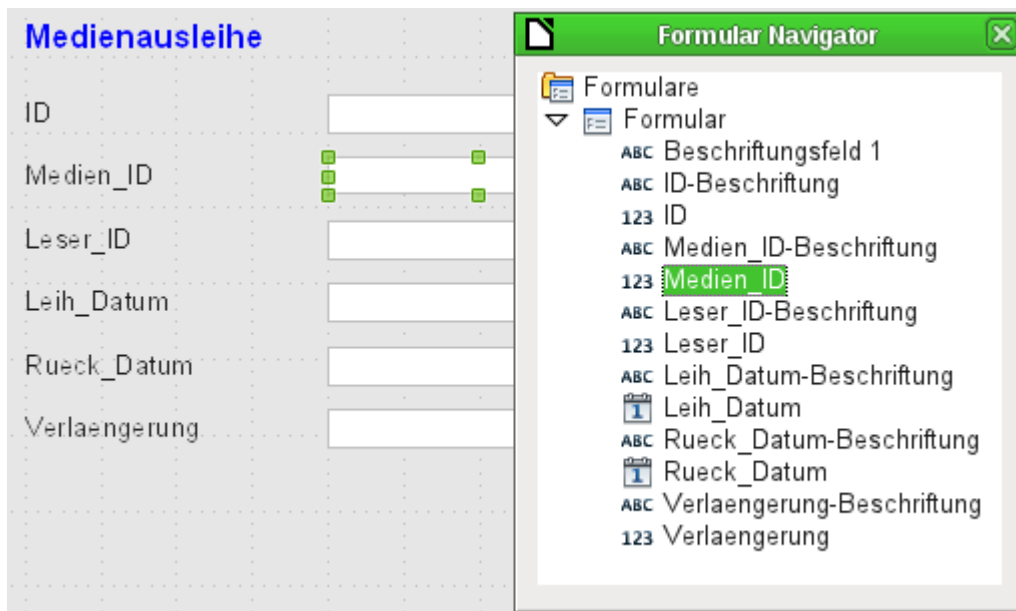 Medienausleihe
ID
Medien_ID
Leser_ID
Leih_Datum
Rueck_Datum
Verlaengerung
Formular Navigator
Formulare
Formular
ABC Beschriftungsfeld 1
ABC ID-Beschriftung
123 ID
ABC Medien_ID-Beschriftung
123 Medien_ID
ABC Leser_ID-Beschriftung
123 Leser_ID
ABC Leih_Datum-Beschriftung
1 Leih_Datum
ABC Rueck_Datum-Beschriftung
1 Rueck_Datum
ABC Verlaengerung-Beschriftung
123 Verlaengerung